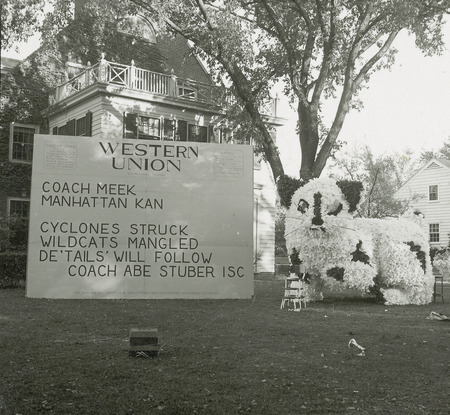 WESTERN
UNION
COACH MEEK
MANHATTAN KAN
CYCLONES STRUCK
WILDCATS MANGLED
DE'TAILS' WILL FOLLOW
COACH ABE STUBER ISC